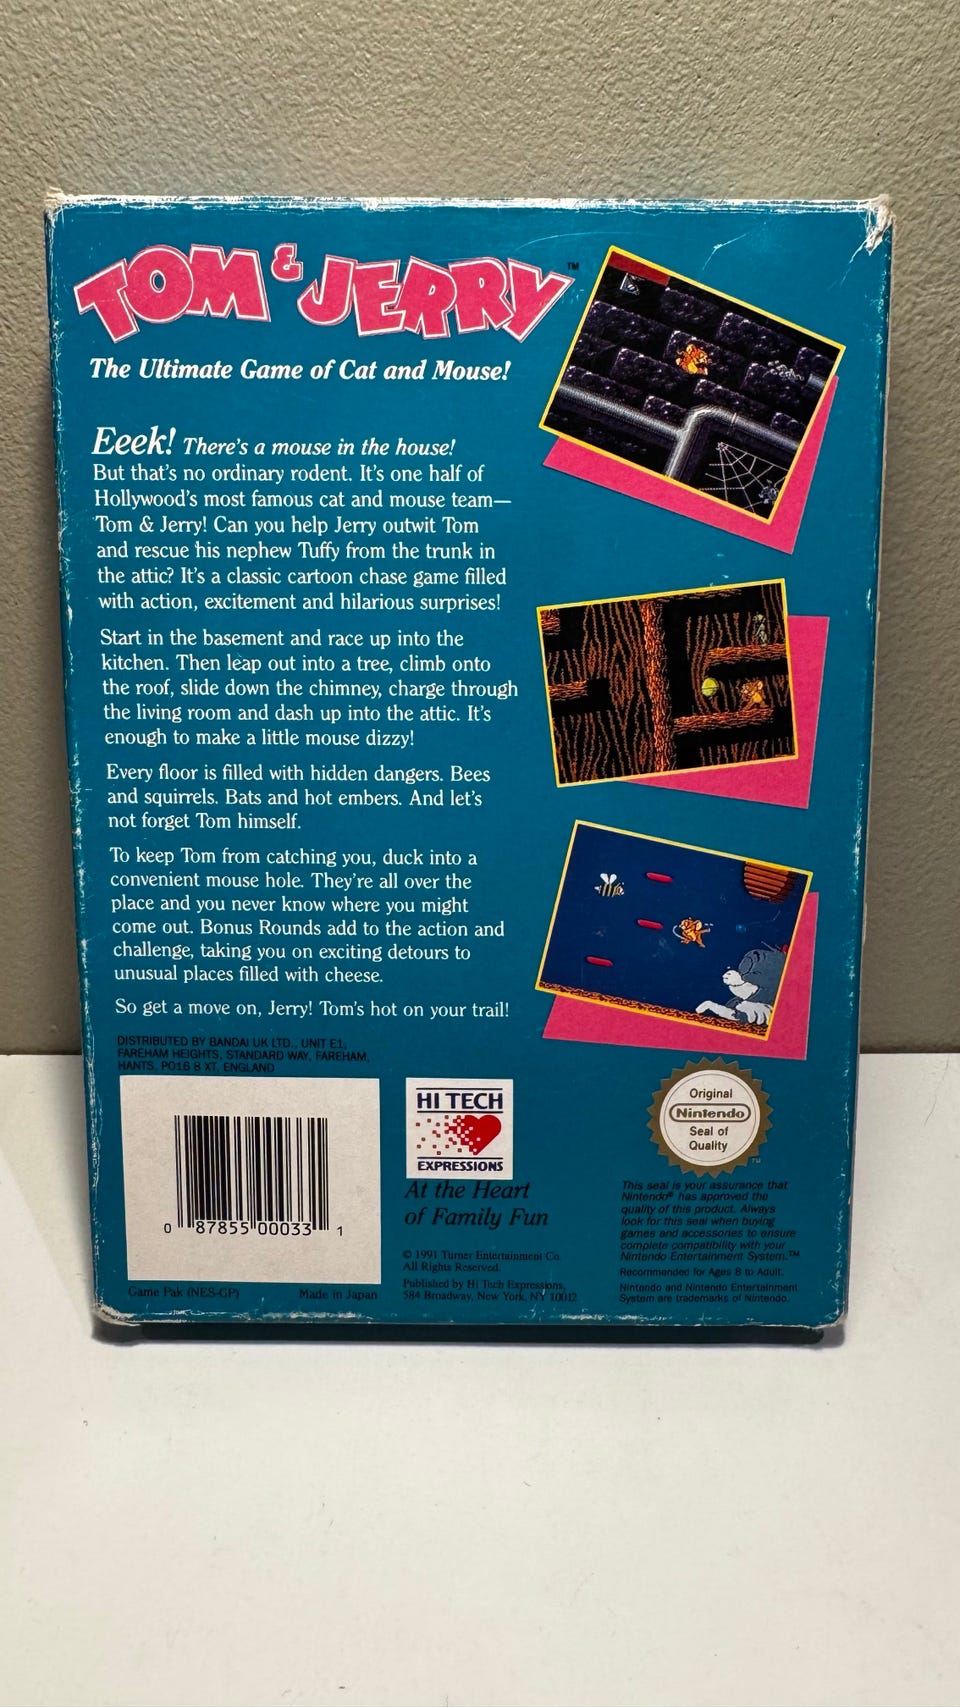 TOM & JERRY™
The Ultimate Game of Cat and Mouse!
Eeek! There's a mouse in the house!
But that's no ordinary rodent. It's one half of
Hollywood's most famous cat and mouse team—
Tom & Jerry! Can you help Jerry outwit Tom
and rescue his nephew Tuffy from the trunk in
the attic? It's a classic cartoon chase game filled
with action, excitement and hilarious surprises!
Start in the basement and race up into the
kitchen. Then leap out into a tree, climb onto
the roof, slide down the chimney, charge through
the living room and dash up into the attic. It's
enough to make a little mouse dizzy!
Every floor is filled with hidden dangers. Bees
and squirrels. Bats and hot embers. And let's
not forget Tom himself.
To keep Tom from catching you, duck into a
convenient mouse hole. They're all over the
place and you never know where you might
come out. Bonus Rounds add to the action and
challenge, taking you on exciting detours to
unusual places filled with cheese.
So get a move on, Jerry! Tom's hot on your trail!
DISTRIBUTED BY BANDAI UK LTD., UNIT E1,
FAREHAM HEIGHTS, STANDARD WAY, FAREHAM,
HANTS, PO16 8 XT, ENGLAND
0 87855 00033 1
Game Pak (NES-GP) Made in Japan
HI TECH
EXPRESSIONS
At the Heart
of Family Fun
© 1991 Turner Entertainment Co.
All Rights Reserved.
Published by Hi Tech Expressions,
584 Broadway, New York, NY 10012
Original
Nintendo
Seal of
Quality
TM
This seal is your assurance that
Nintendo® has approved the
quality of this product. Always
look for this seal when buying
games and accessories to ensure
complete compatibility with your
Nintendo Entertainment System.™
Recommended for Ages 8 to Adult.
Nintendo and Nintendo Entertainment
System are trademarks of Nintendo.